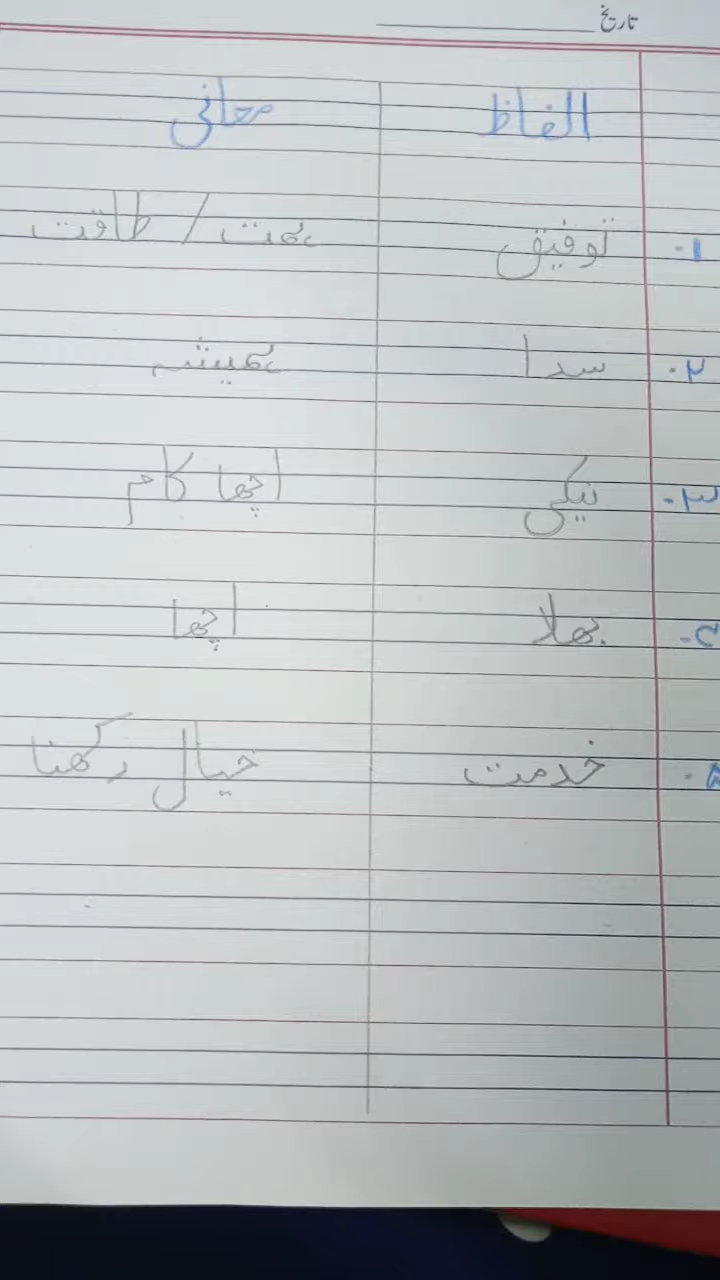 تاریخ
الفاظ معانی
۱۔ توفیق ہمت / طاقت
۲۔ سدا ہمیشہ
۳۔ نیکی اچھا کام
۴۔ بھلا اچھا
۵۔ خدمت خیال رکھنا